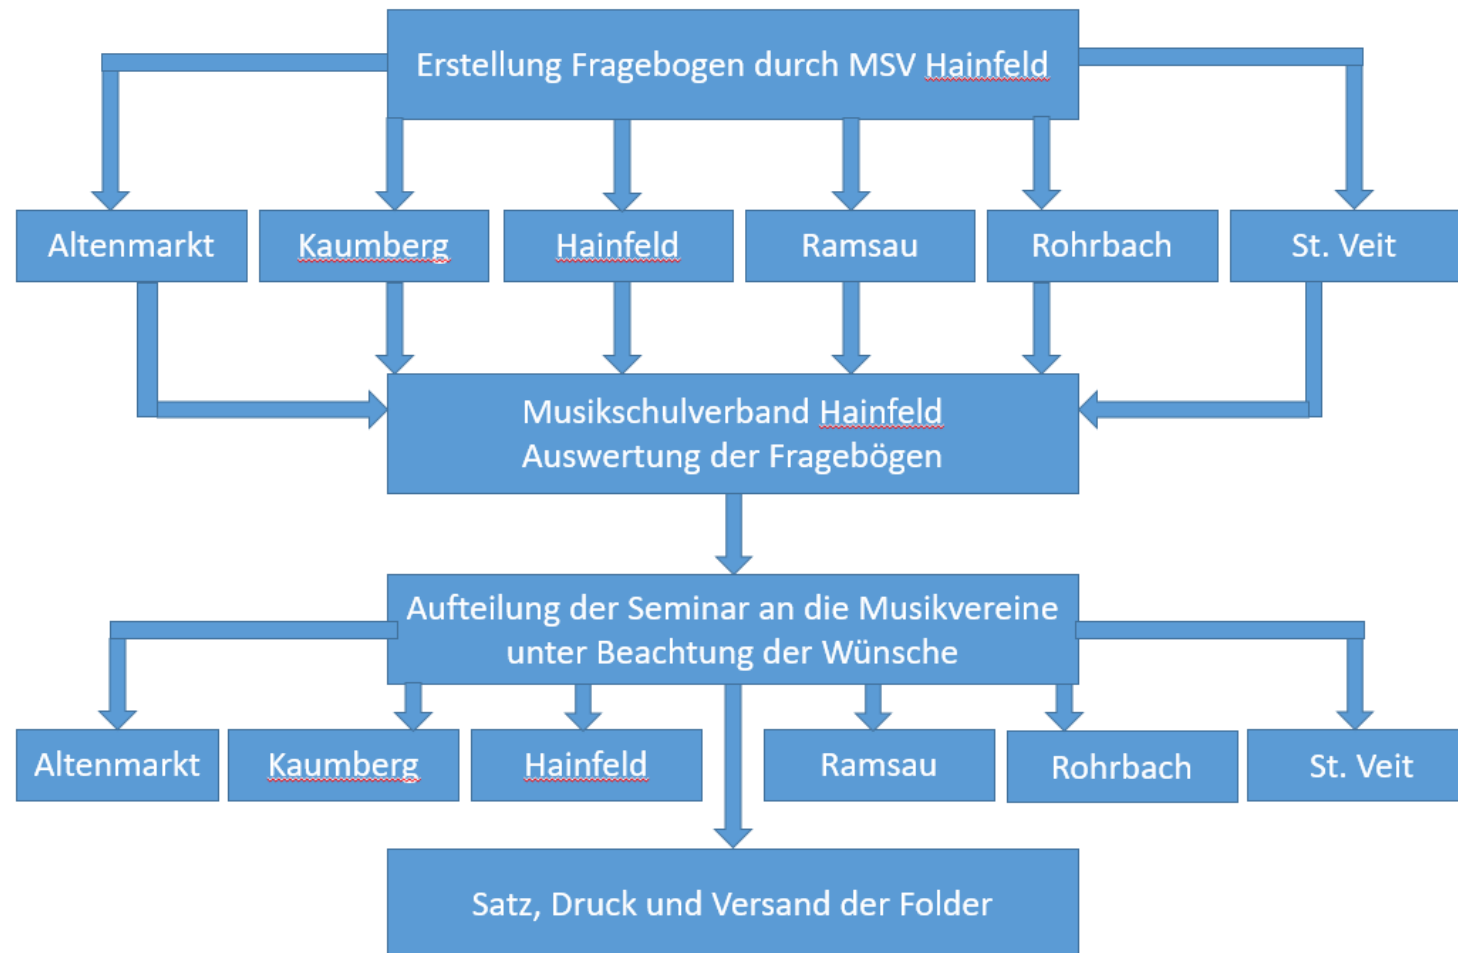 Erstellung Fragebogen durch MSV Hainfeld
Altenmarkt
Kaumberg
Hainfeld
Ramsau
Rohrbach
St. Veit
Musikschulverband Hainfeld
Auswertung der Fragebögen
Aufteilung der Seminar an die Musikvereine
unter Beachtung der Wünsche
Altenmarkt
Kaumberg
Hainfeld
Ramsau
Rohrbach
St. Veit
Satz, Druck und Versand der Folder